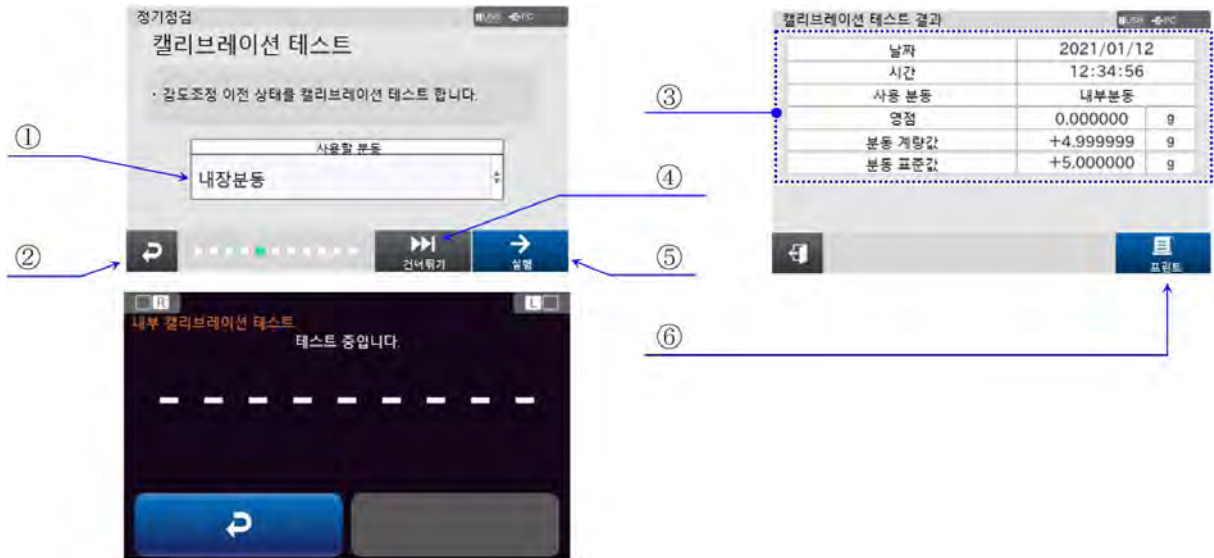 정기점검
USB PC
캘리브레이션 테스트
· 감도조정 이전 상태를 캘리브레이션 테스트 합니다.
①
사용할 분동
내장분동
②
건너뛰기
실행
R
L
내부 캘리브레이션 테스트
테스트 중입니다.
캘리브레이션 테스트 결과
USB PC
날짜 2021/01/12
시간 12:34:56
사용 분동 내부분동
영점 0.000000 g
분동 계량값 +4.999999 g
분동 표준값 +5.000000 g
③
④
⑤
프린트
⑥